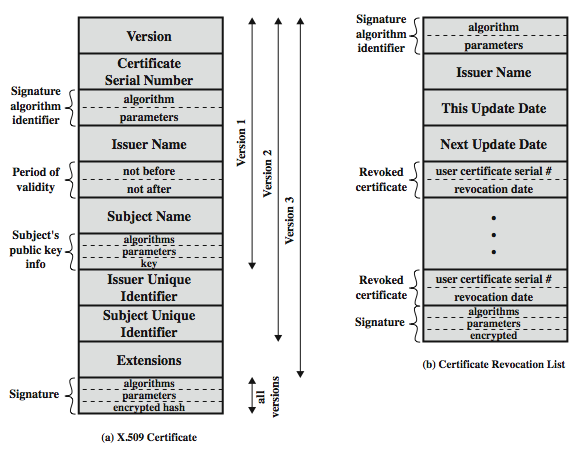 Version
Certificate
Serial Number
Signature
algorithm
identifier
algorithm
parameters
Issuer Name
Period of
validity
not before
not after
Subject Name
Subject's
public key
info
algorithms
parameters
key
Issuer Unique
Identifier
Subject Unique
Identifier
Extensions
Signature
algorithms
parameters
encrypted hash
Version 1
Version 2
Version 3
all
versions
(a) X.509 Certificate
Signature
algorithm
identifier
algorithm
parameters
Issuer Name
This Update Date
Next Update Date
Revoked
certificate
user certificate serial #
revocation date
Revoked
certificate
user certificate serial #
revocation date
Signature
algorithms
parameters
encrypted
(b) Certificate Revocation List